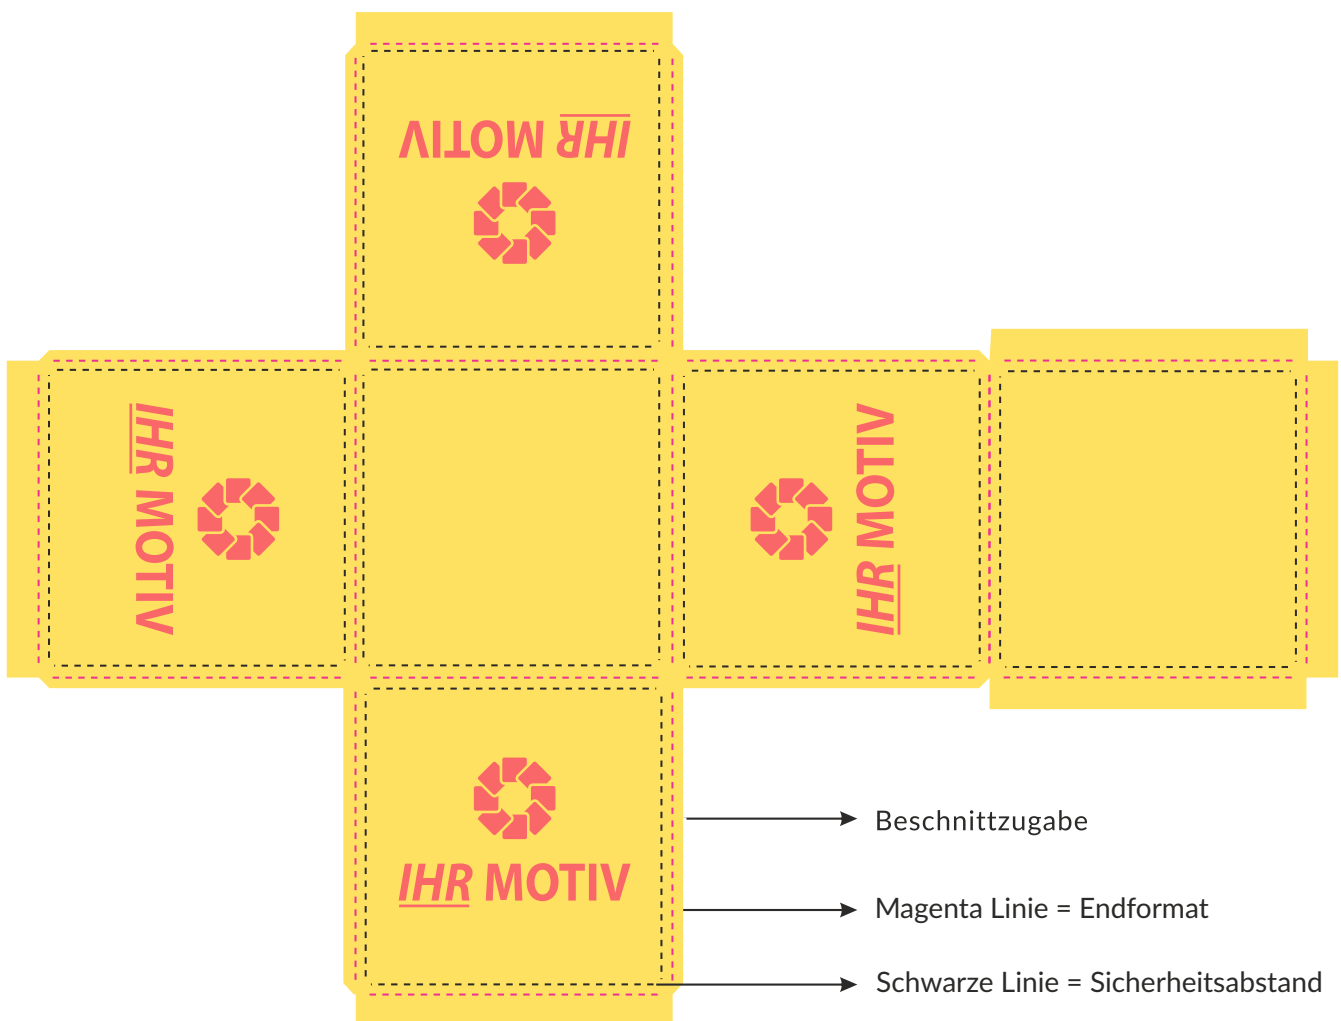 IHR MOTIV
IHR MOTIV
IHR MOTIV
IHR MOTIV
Beschnittzugabe
Magenta Linie = Endformat
Schwarze Linie = Sicherheitsabstand